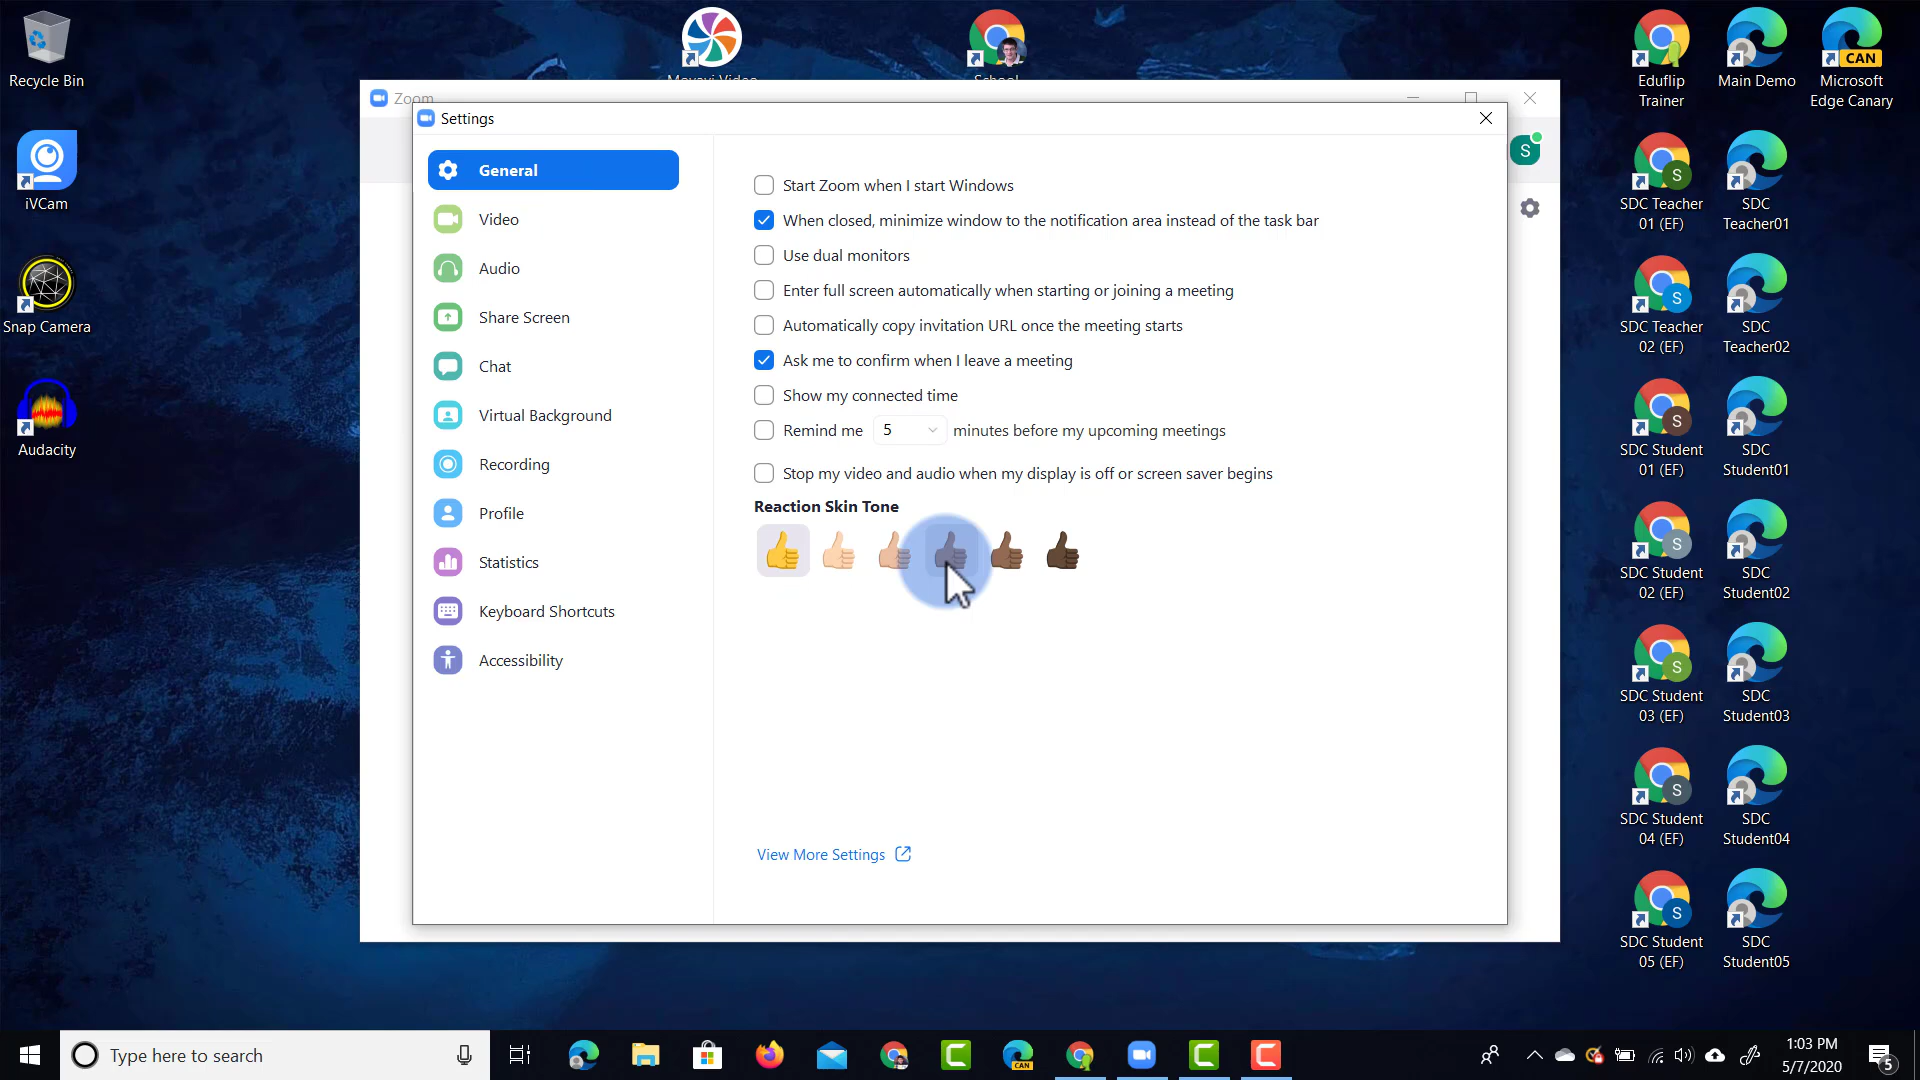 Recycle Bin
iVCam
Snap Camera
Audacity
Movavi Video
School
Eduflip
Trainer
Main Demo
CAN
Microsoft
Edge Canary
Zoom
Settings
S
General
Video
Audio
Share Screen
Chat
Virtual Background
Recording
Profile
Statistics
Keyboard Shortcuts
Accessibility
Start Zoom when I start Windows
When closed, minimize window to the notification area instead of the task bar
Use dual monitors
Enter full screen automatically when starting or joining a meeting
Automatically copy invitation URL once the meeting starts
Ask me to confirm when I leave a meeting
Show my connected time
Remind me 5 minutes before my upcoming meetings
Stop my video and audio when my display is off or screen saver begins
Reaction Skin Tone
View More Settings
S
SDC Teacher
01 (EF)
SDC
Teacher01
S
SDC Teacher
02 (EF)
SDC
Teacher02
S
SDC Student
01 (EF)
SDC
Student01
S
SDC Student
02 (EF)
SDC
Student02
S
SDC Student
03 (EF)
SDC
Student03
S
SDC Student
04 (EF)
SDC
Student04
S
SDC Student
05 (EF)
SDC
Student05
Type here to search
CAN
1:03 PM
5/7/2020
5